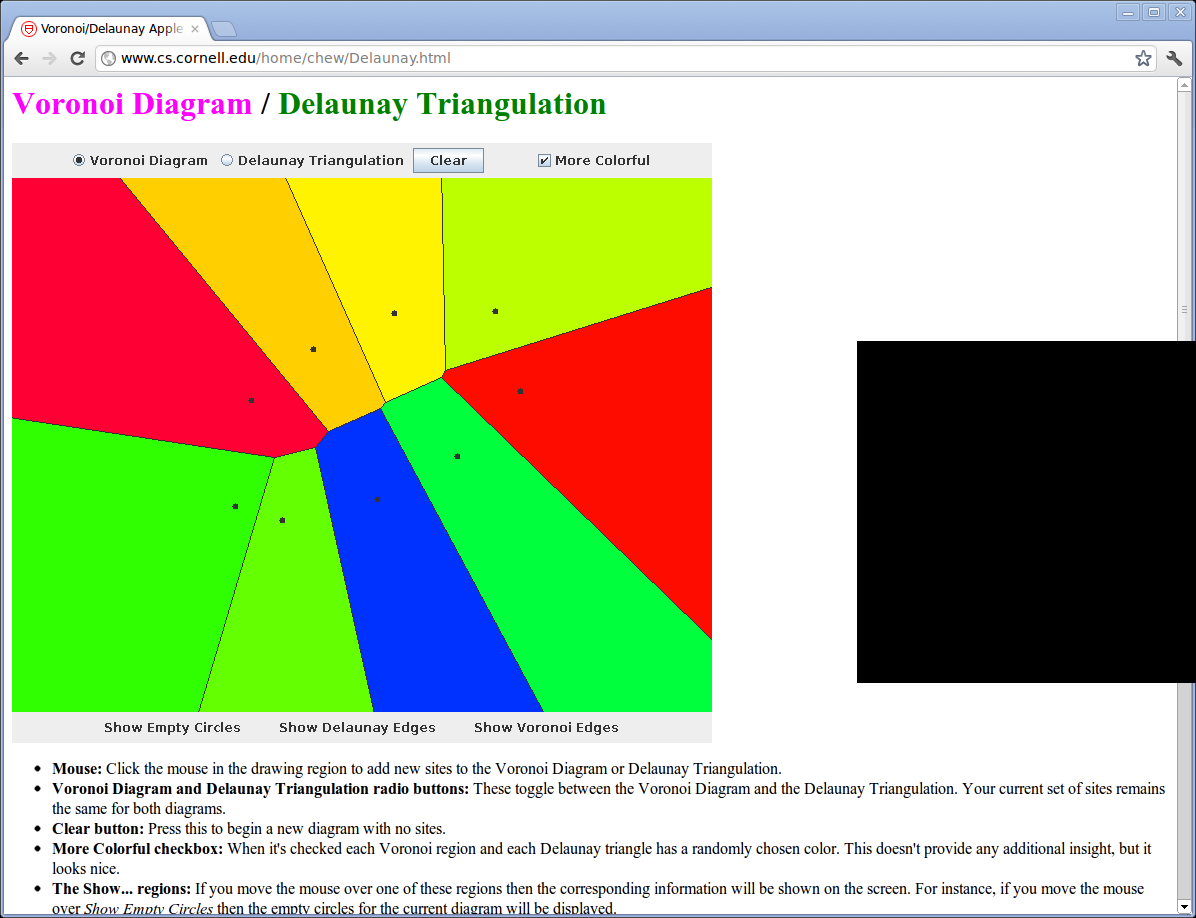 Voronoi/Delaunay Apple
www.cs.cornell.edu/home/chew/Delaunay.html
Voronoi Diagram / Delaunay Triangulation
Voronoi Diagram Delaunay Triangulation Clear More Colorful
Show Empty Circles Show Delaunay Edges Show Voronoi Edges
Mouse: Click the mouse in the drawing region to add new sites to the Voronoi Diagram or Delaunay Triangulation.
Voronoi Diagram and Delaunay Triangulation radio buttons: These toggle between the Voronoi Diagram and the Delaunay Triangulation. Your current set of sites remains
the same for both diagrams.
Clear button: Press this to begin a new diagram with no sites.
More Colorful checkbox: When it's checked each Voronoi region and each Delaunay triangle has a randomly chosen color. This doesn't provide any additional insight, but it
looks nice.
The Show... regions: If you move the mouse over one of these regions then the corresponding information will be shown on the screen. For instance, if you move the mouse
over Show Empty Circles then the empty circles for the current diagram will be displayed.